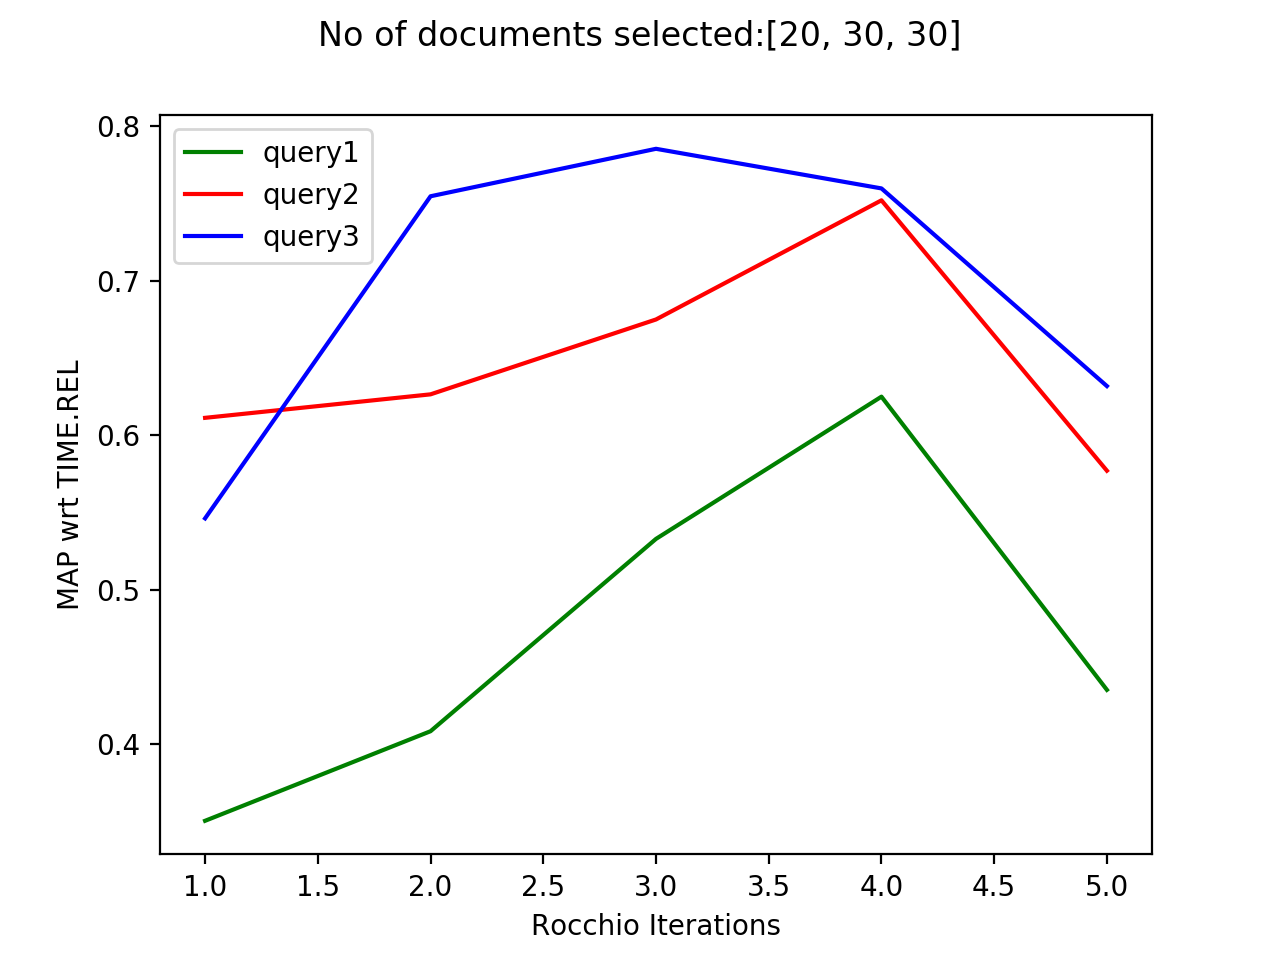 No of documents selected:[20, 30, 30]
query1
query2
query3
0.8
0.7
0.6
0.5
0.4
MAP wrt TIME.REL
1.0 1.5 2.0 2.5 3.0 3.5 4.0 4.5 5.0
Rocchio Iterations